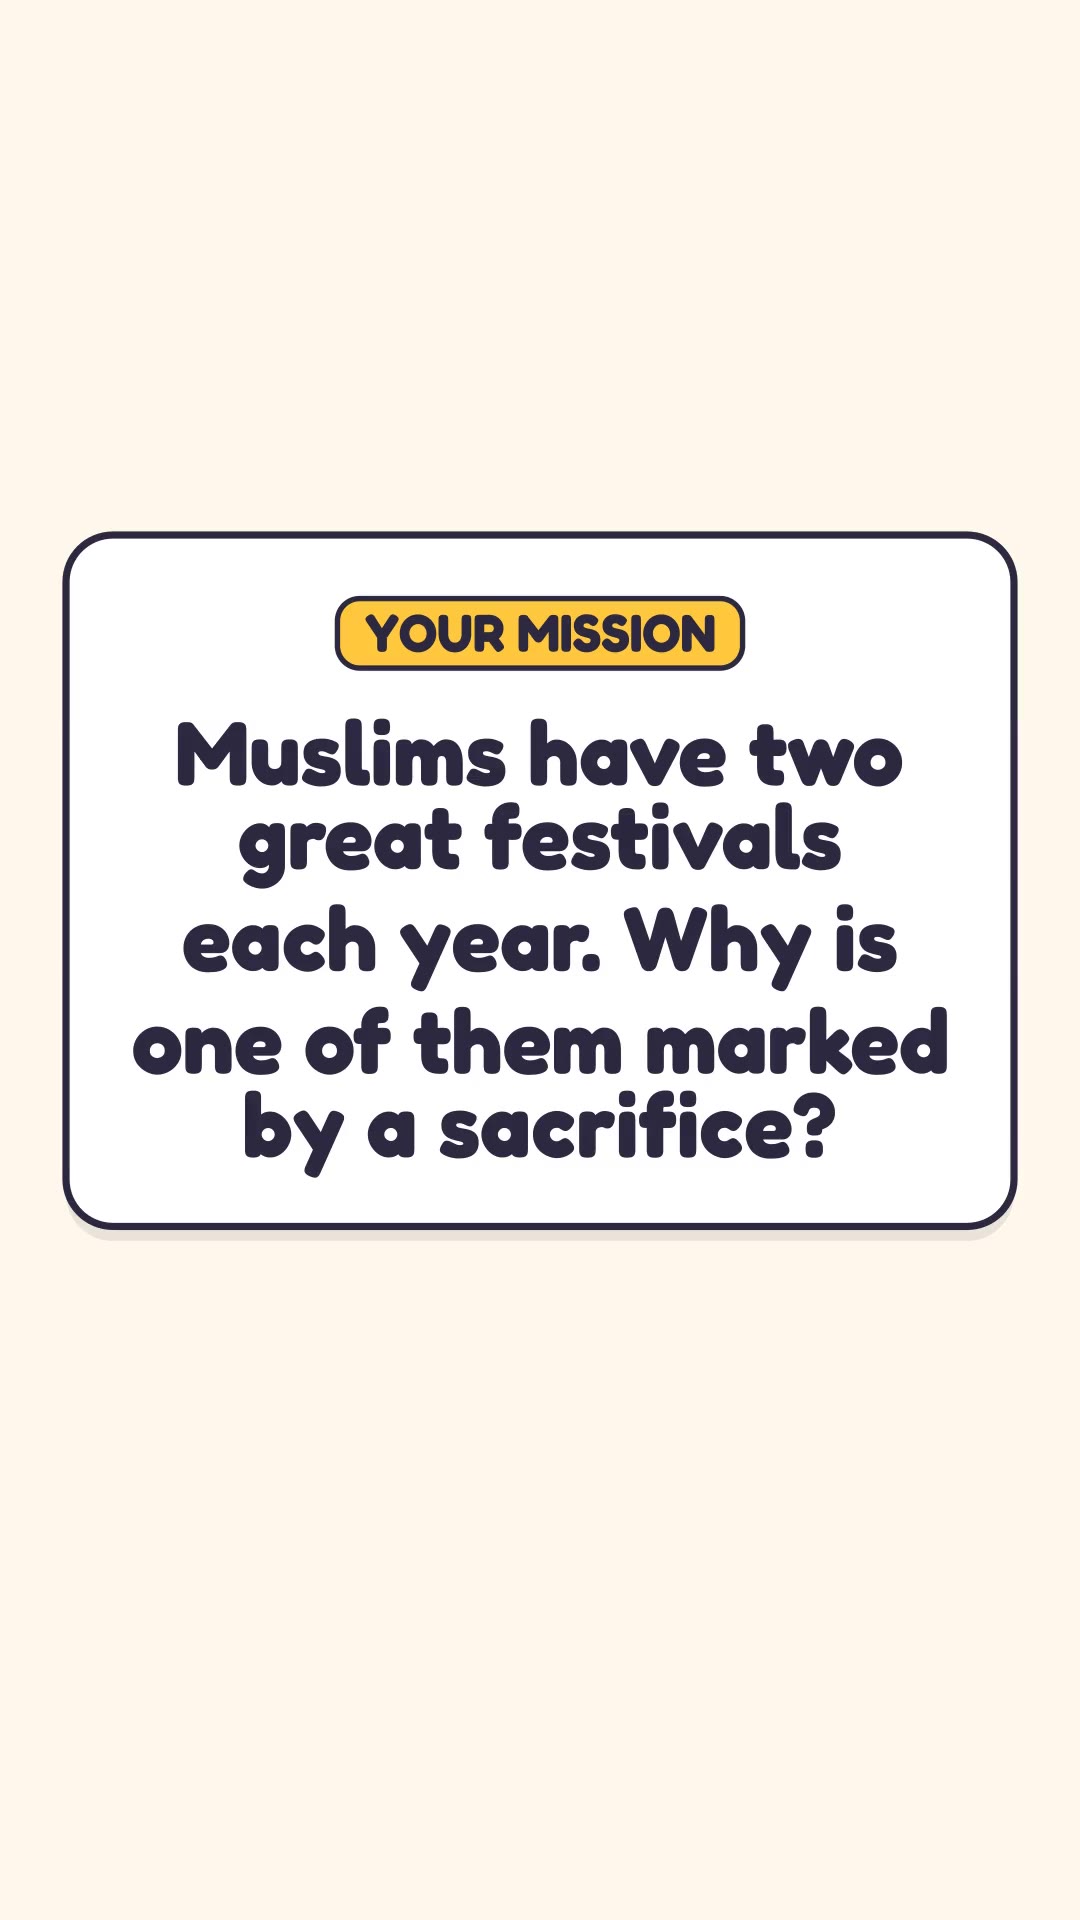 YOUR MISSION
Muslims have two
great festivals
each year. Why is
one of them marked
by a sacrifice?